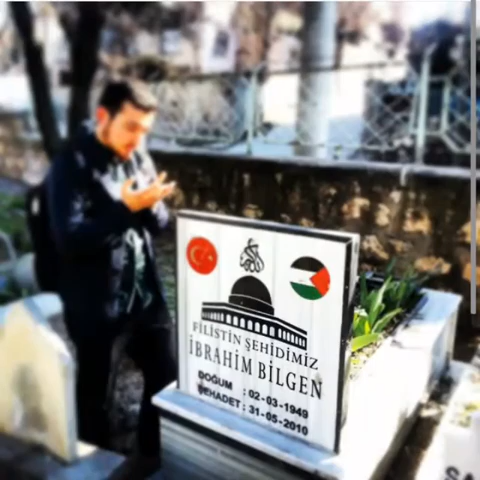 FİLİSTİN ŞEHİDİMİZ
İBRAHİM BİLGEN
DOĞUM : 02-03-1949
ŞEHADET : 31-05-2010